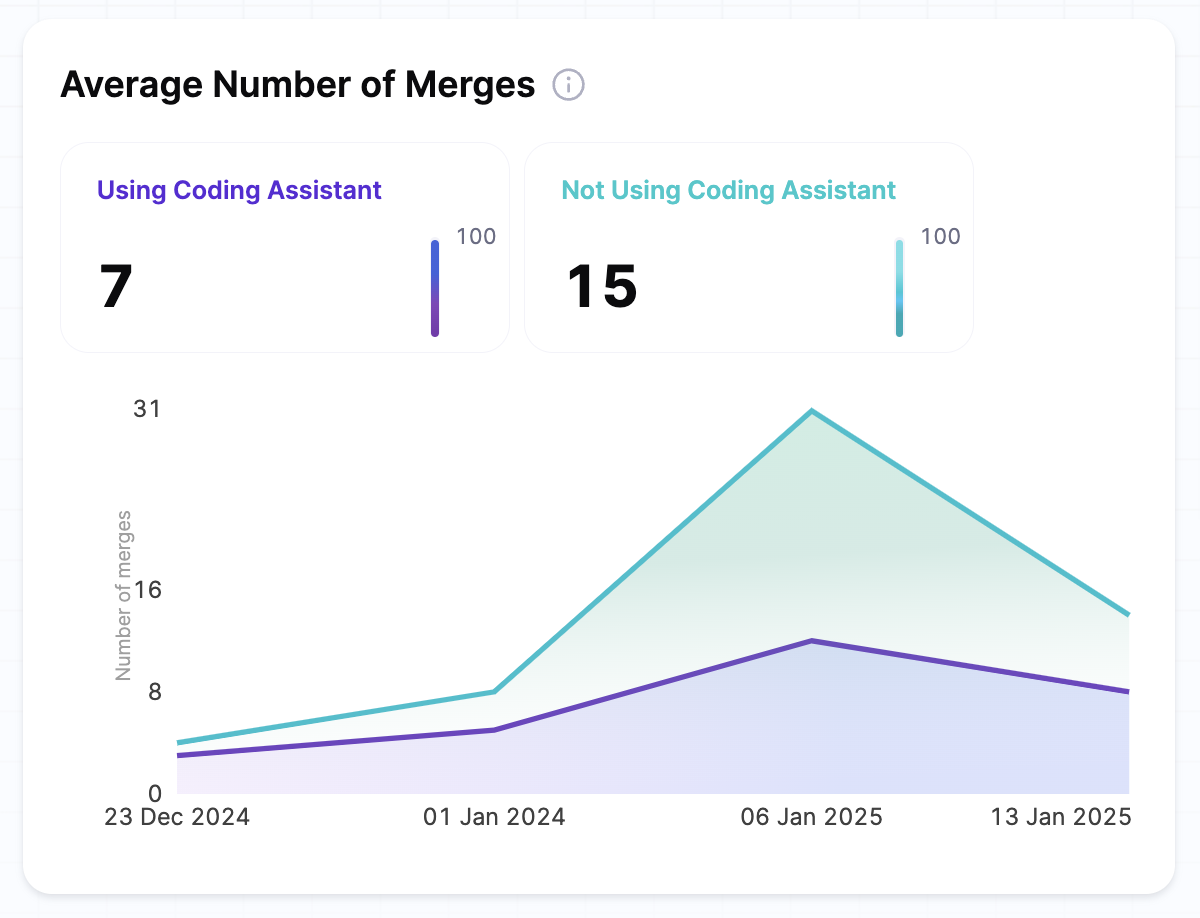 Average Number of Merges
Using Coding Assistant
100
7
Not Using Coding Assistant
100
15
31
16
8
0
Number of merges
23 Dec 2024
01 Jan 2024
06 Jan 2025
13 Jan 2025